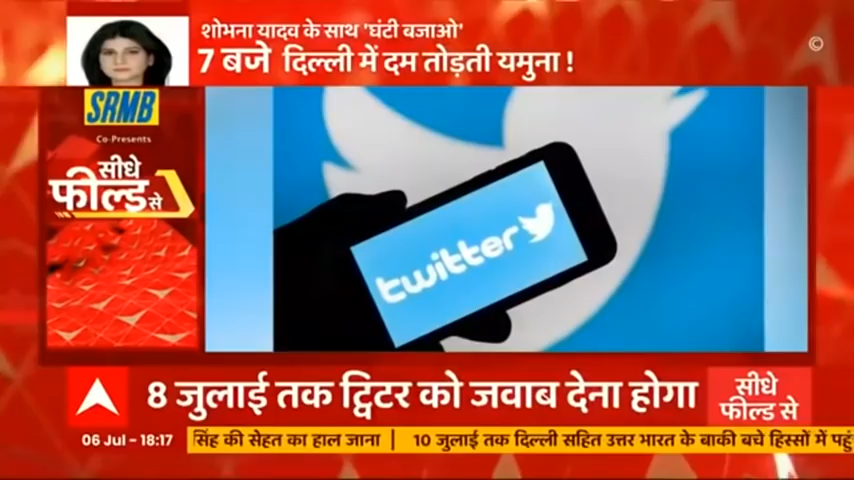 शोभना यादव के साथ 'घंटी बजाओ'
7 बजे दिल्ली में दम तोड़ती यमुना !
©
SRMB
Co-Presents
सीधे
फील्ड से
twitter
8 जुलाई तक ट्विटर को जवाब देना होगा
सीधे
फील्ड से
06 Jul - 18:17
सिंह की सेहत का हाल जाना | 10 जुलाई तक दिल्ली सहित उत्तर भारत के बाकी बचे हिस्सों में पहुं